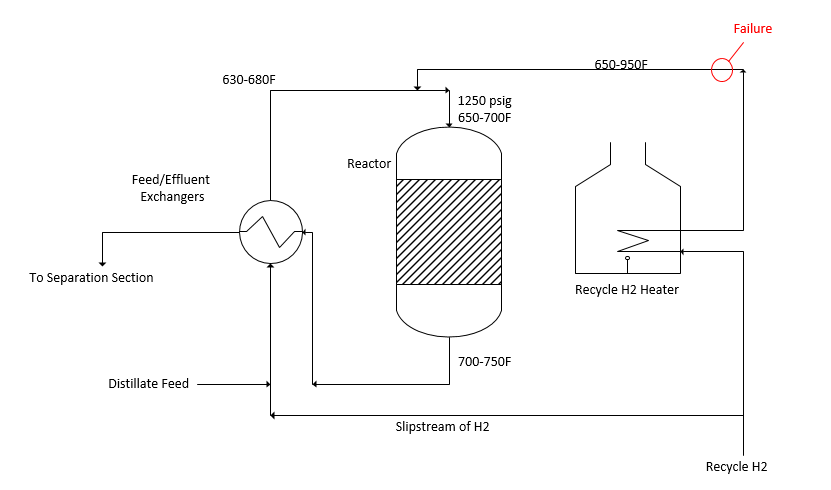 Failure
650-950F
630-680F
1250 psig
650-700F
Reactor
Feed/Effluent
Exchangers
To Separation Section
Recycle H2 Heater
700-750F
Distillate Feed
Slipstream of H2
Recycle H2